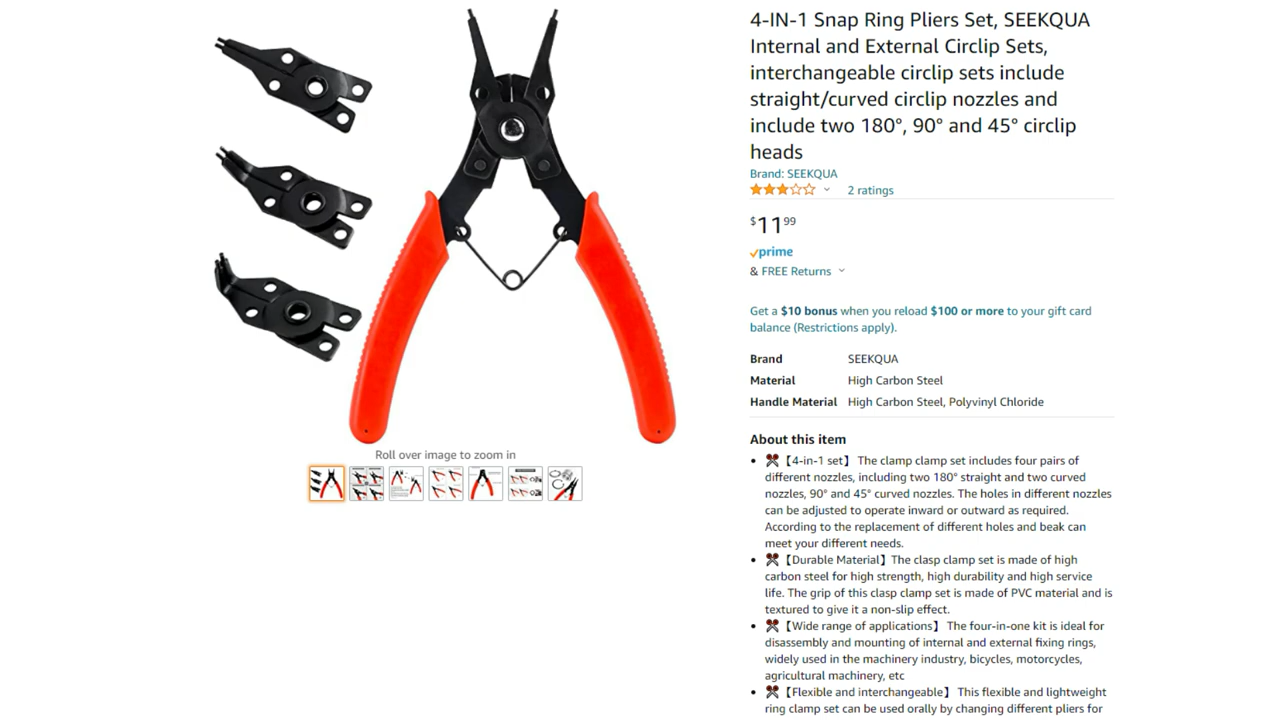 4-IN-1 Snap Ring Pliers Set, SEEKQUA
Internal and External Circlip Sets,
interchangeable circlip sets include
straight/curved circlip nozzles and
include two 180°, 90° and 45° circlip
heads
Brand: SEEKQUA
2 ratings
$11 99
prime
& FREE Returns
Get a $10 bonus when you reload $100 or more to your gift card
balance (Restrictions apply).
Brand SEEKQUA
Material High Carbon Steel
Handle Material High Carbon Steel, Polyvinyl Chloride
About this item
• 【4-in-1 set】 The clamp clamp set includes four pairs of
different nozzles, including two 180° straight and two curved
nozzles, 90° and 45° curved nozzles. The holes in different nozzles
can be adjusted to operate inward or outward as required.
According to the replacement of different holes and beak can
meet your different needs.
• 【Durable Material】The clasp clamp set is made of high
carbon steel for high strength, high durability and high service
life. The grip of this clasp clamp set is made of PVC material and is
textured to give it a non-slip effect.
• 【Wide range of applications】 The four-in-one kit is ideal for
disassembly and mounting of internal and external fixing rings,
widely used in the machinery industry, bicycles, motorcycles,
agricultural machinery, etc
• 【Flexible and interchangeable】 This flexible and lightweight
ring clamp set can be used orally by changing different pliers for
Roll over image to zoom in